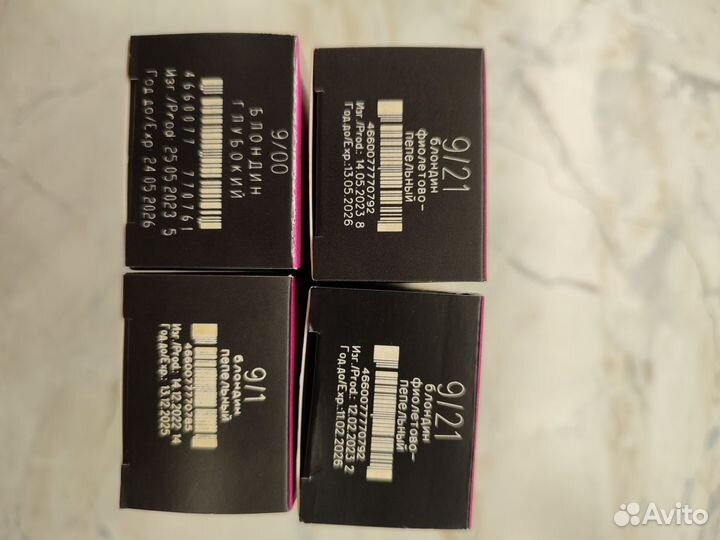 9/00
БЛОНДИН
ГЛУБОКИЙ
4660077 770761
Изг./Prod 25.05.2023 5
Год.до/Exp 24.05.2026
9/21
блондин
фиолетово-
пепельный
4660077770792
Изг./Prod.: 14.05.2023 8
Год.до/Exp.:13.05.2026
9/1
блондин
пепельный
4660077770785
Изг./Prod.: 14.12.2022 14
Год.до/Exp.: 13.12.2025
9/21
блондин
фиолетово-
пепельный
4660077770792
Изг./Prod.: 12.02.2023 2
Год.до/Exp.:11.02.2026
Avito